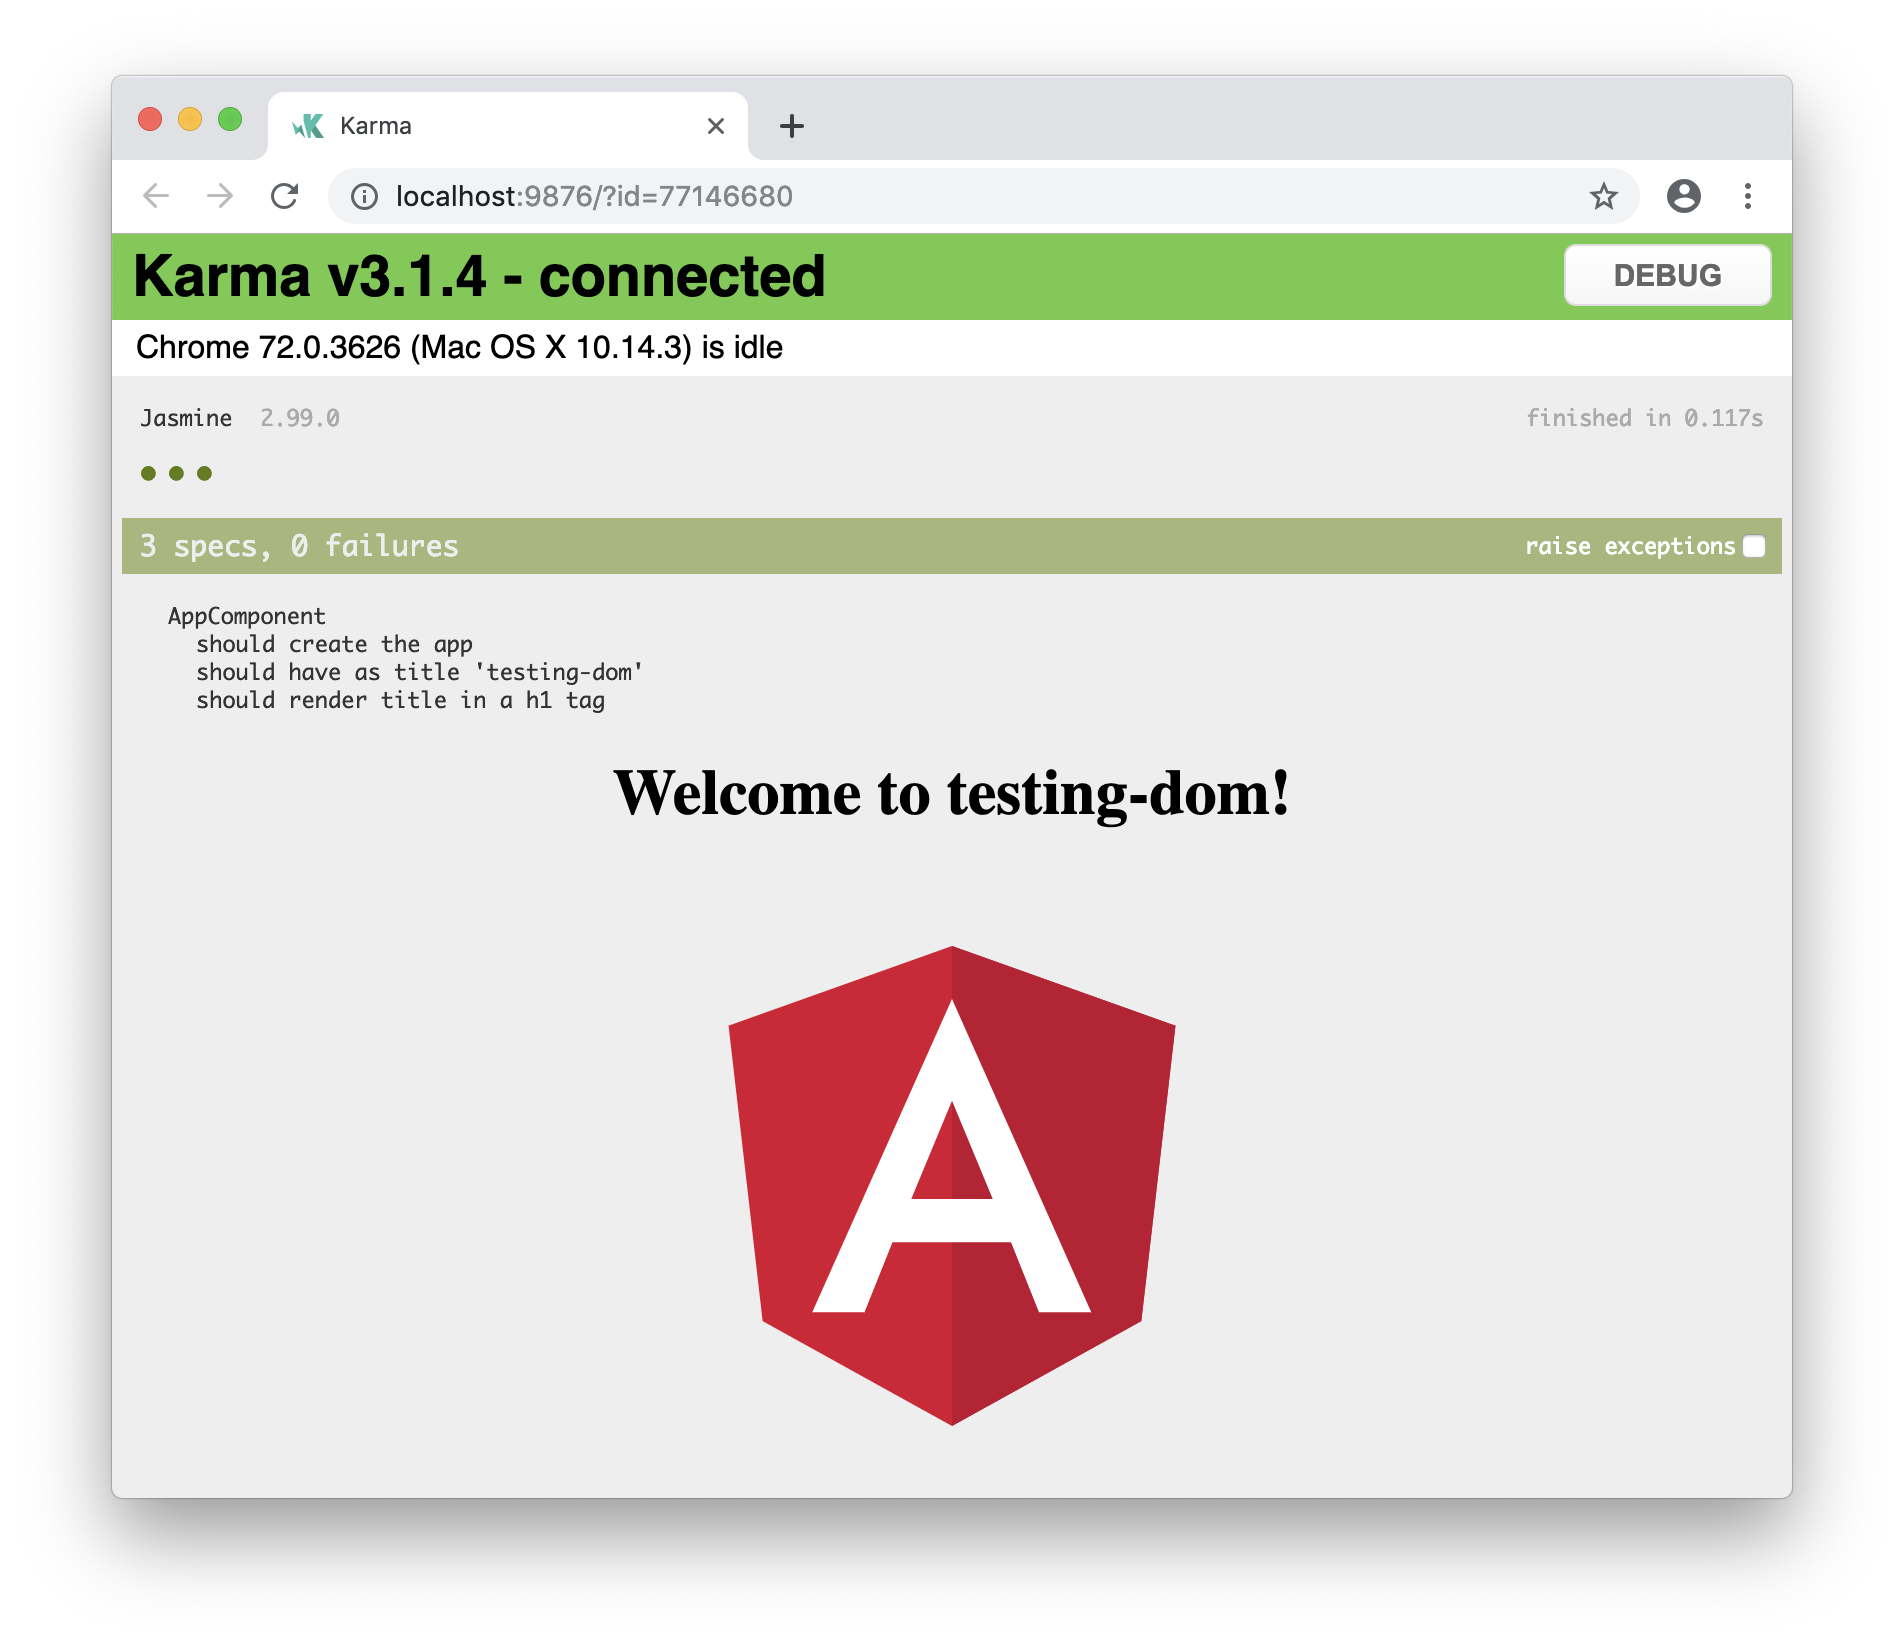 Karma
localhost:9876/?id=77146680
Karma v3.1.4 - connected
DEBUG
Chrome 72.0.3626 (Mac OS X 10.14.3) is idle
Jasmine 2.99.0
finished in 0.117s
3 specs, 0 failures
raise exceptions
AppComponent
should create the app
should have as title 'testing-dom'
should render title in a h1 tag
Welcome to testing-dom!
A